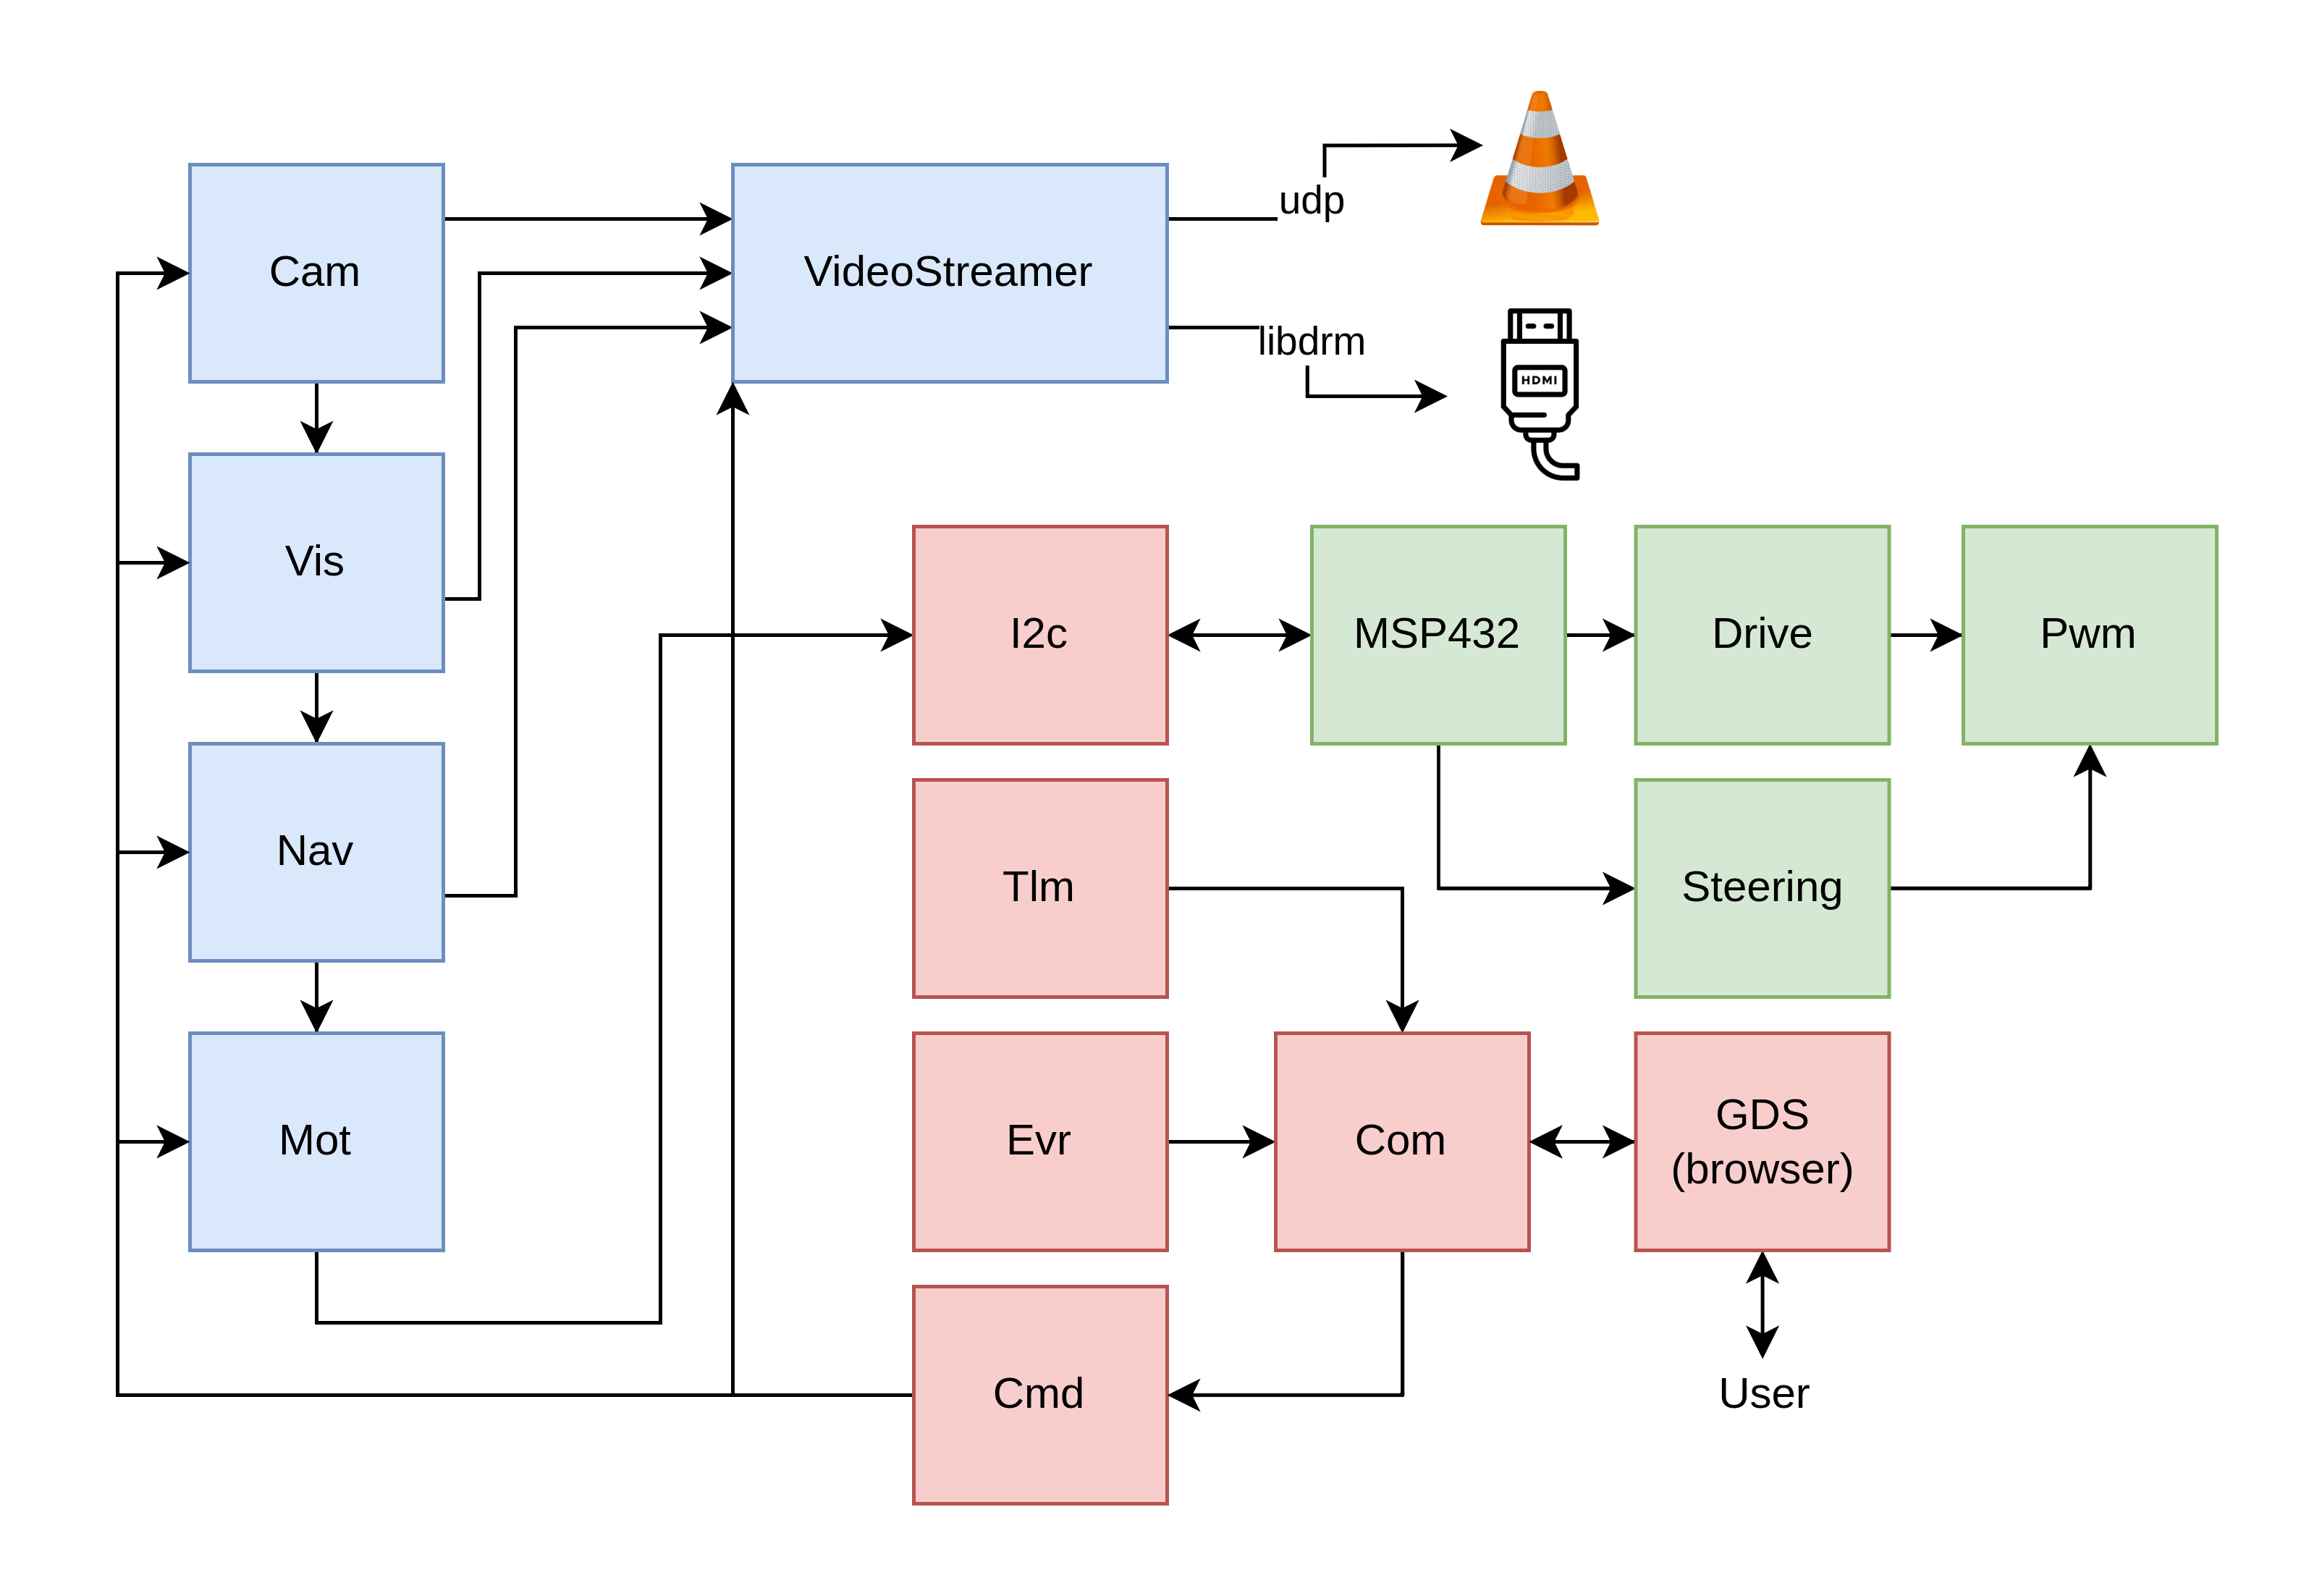 Cam
VideoStreamer
udp
libdrm
HDMI
Vis
I2c
MSP432
Drive
Pwm
Nav
Tlm
Steering
Mot
Evr
Com
GDS
(browser)
Cmd
User